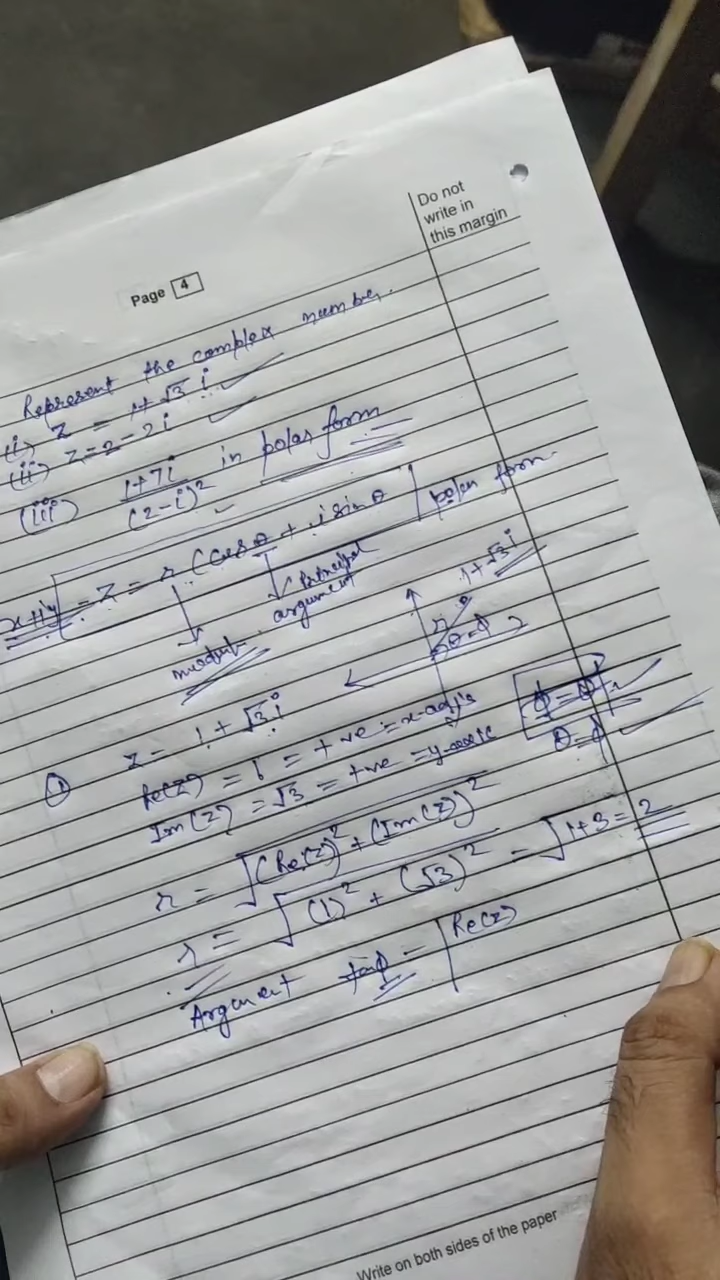 Do not
write in
this margin
Page 4
Represent the complex number.
(i) z = 1+√3 i
(ii) z=2-2i
(iii) 1+7i / (2-i)² in polar form
x+iy = z = r (cosθ + i sinθ) polar form
Principal
argument
1+√3i
θ=ϕ
① z = 1+√3i
Re(z) = 1 = +ve = x-
Im(z) = √3 = +ve = y-
θ=ϕ
r = √(Re(z))² + (Im(z))²
r = √(1)² + (√3)² = √1+3 = 2
Argument tanϕ = |Re(z)
Write on both sides of the paper